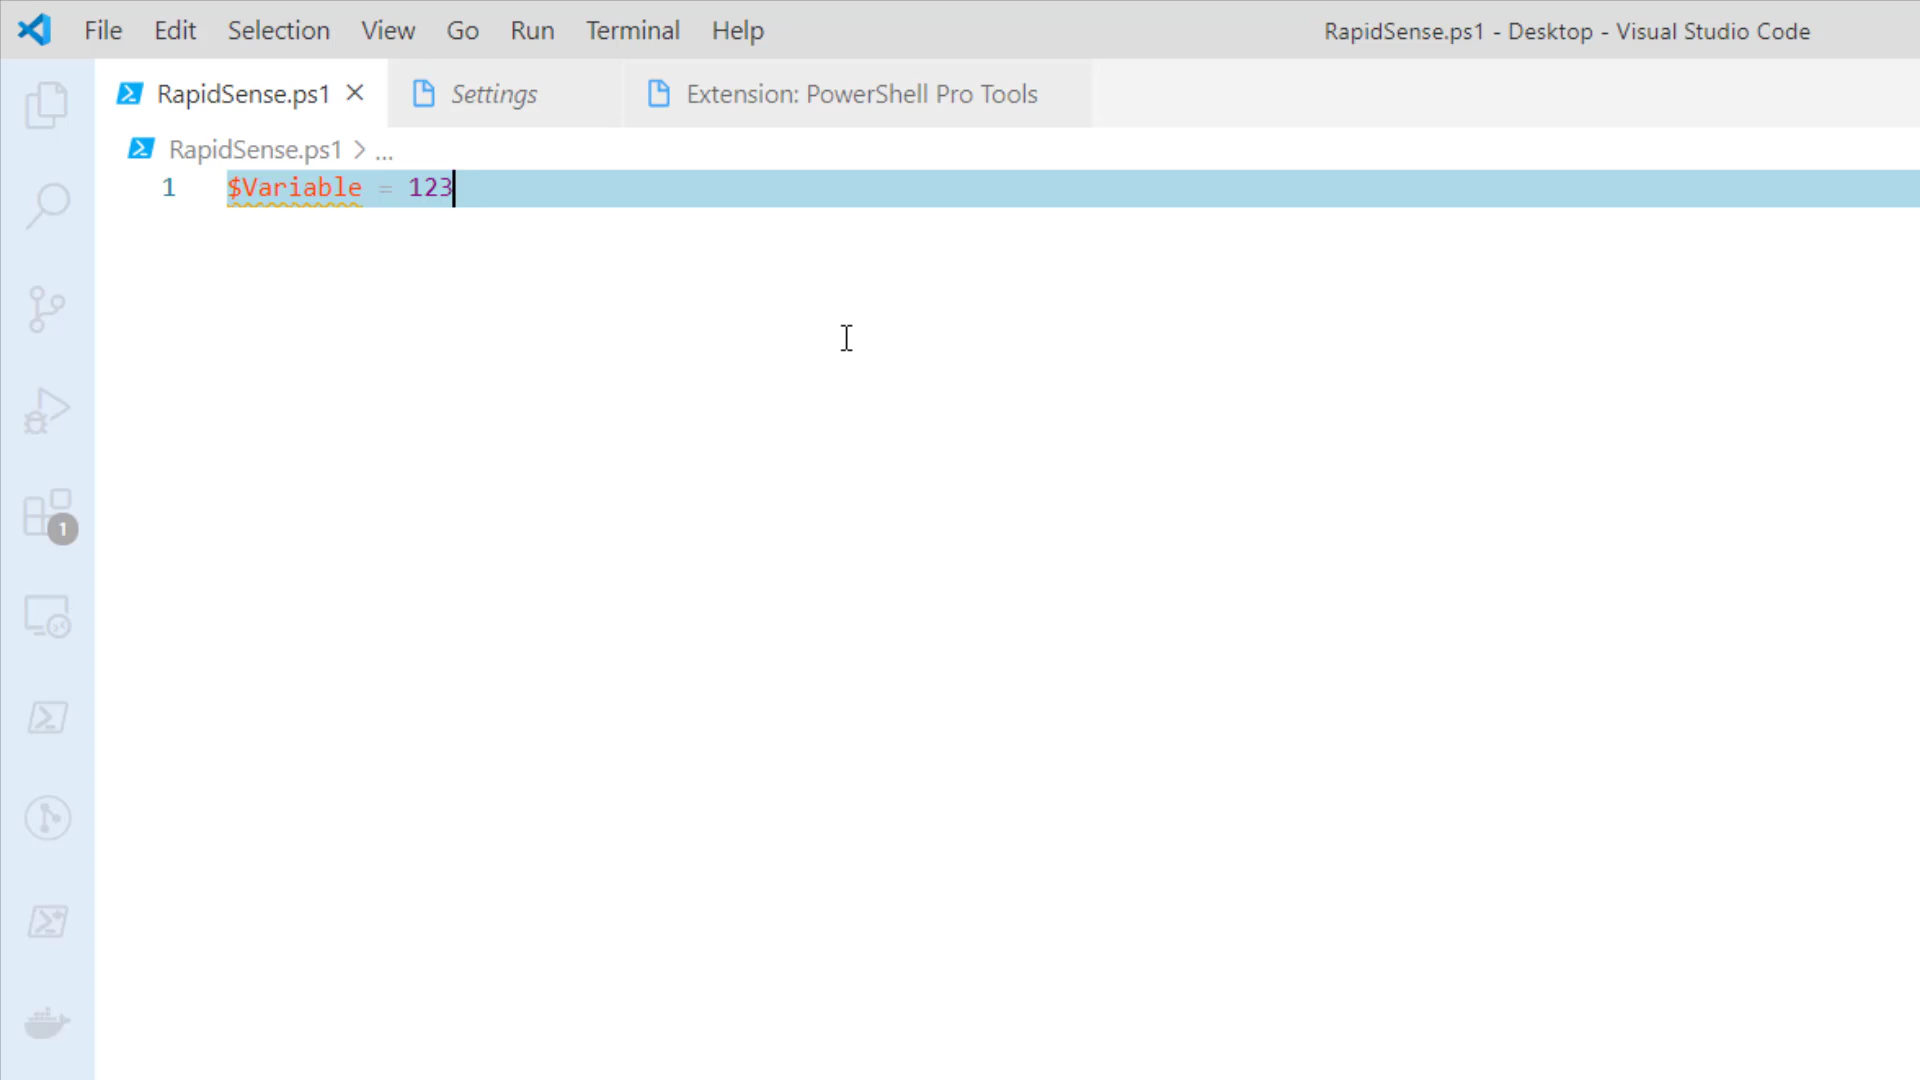 File Edit Selection View Go Run Terminal Help RapidSense.ps1 - Desktop - Visual Studio Code
RapidSense.ps1 Settings Extension: PowerShell Pro Tools
RapidSense.ps1 > ...
1 $Variable = 123
1